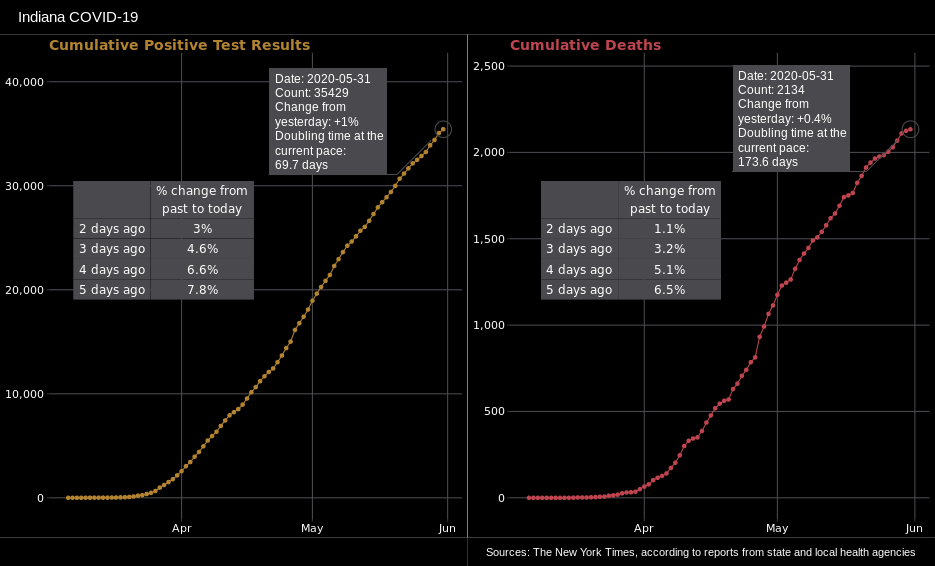 Indiana COVID-19
Cumulative Positive Test Results
40,000
30,000
20,000
10,000
0
Apr
May
Jun
Date: 2020-05-31
Count: 35429
Change from
yesterday: +1%
Doubling time at the
current pace:
69.7 days
% change from
past to today
2 days ago 3%
3 days ago 4.6%
4 days ago 6.6%
5 days ago 7.8%
Cumulative Deaths
2,500
2,000
1,500
1,000
500
0
Apr
May
Jun
Date: 2020-05-31
Count: 2134
Change from
yesterday: +0.4%
Doubling time at the
current pace:
173.6 days
% change from
past to today
2 days ago 1.1%
3 days ago 3.2%
4 days ago 5.1%
5 days ago 6.5%
Sources: The New York Times, according to reports from state and local health agencies